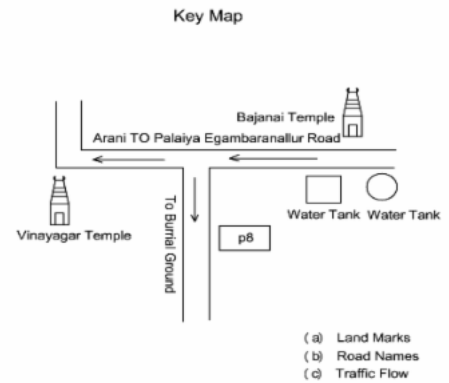 Key Map
Bajanai Temple
Arani TO Palaiya Egambaranallur Road
Water Tank Water Tank
To Burrial Ground
Vinayagar Temple
p8
(a) Land Marks
(b) Road Names
(c) Traffic Flow